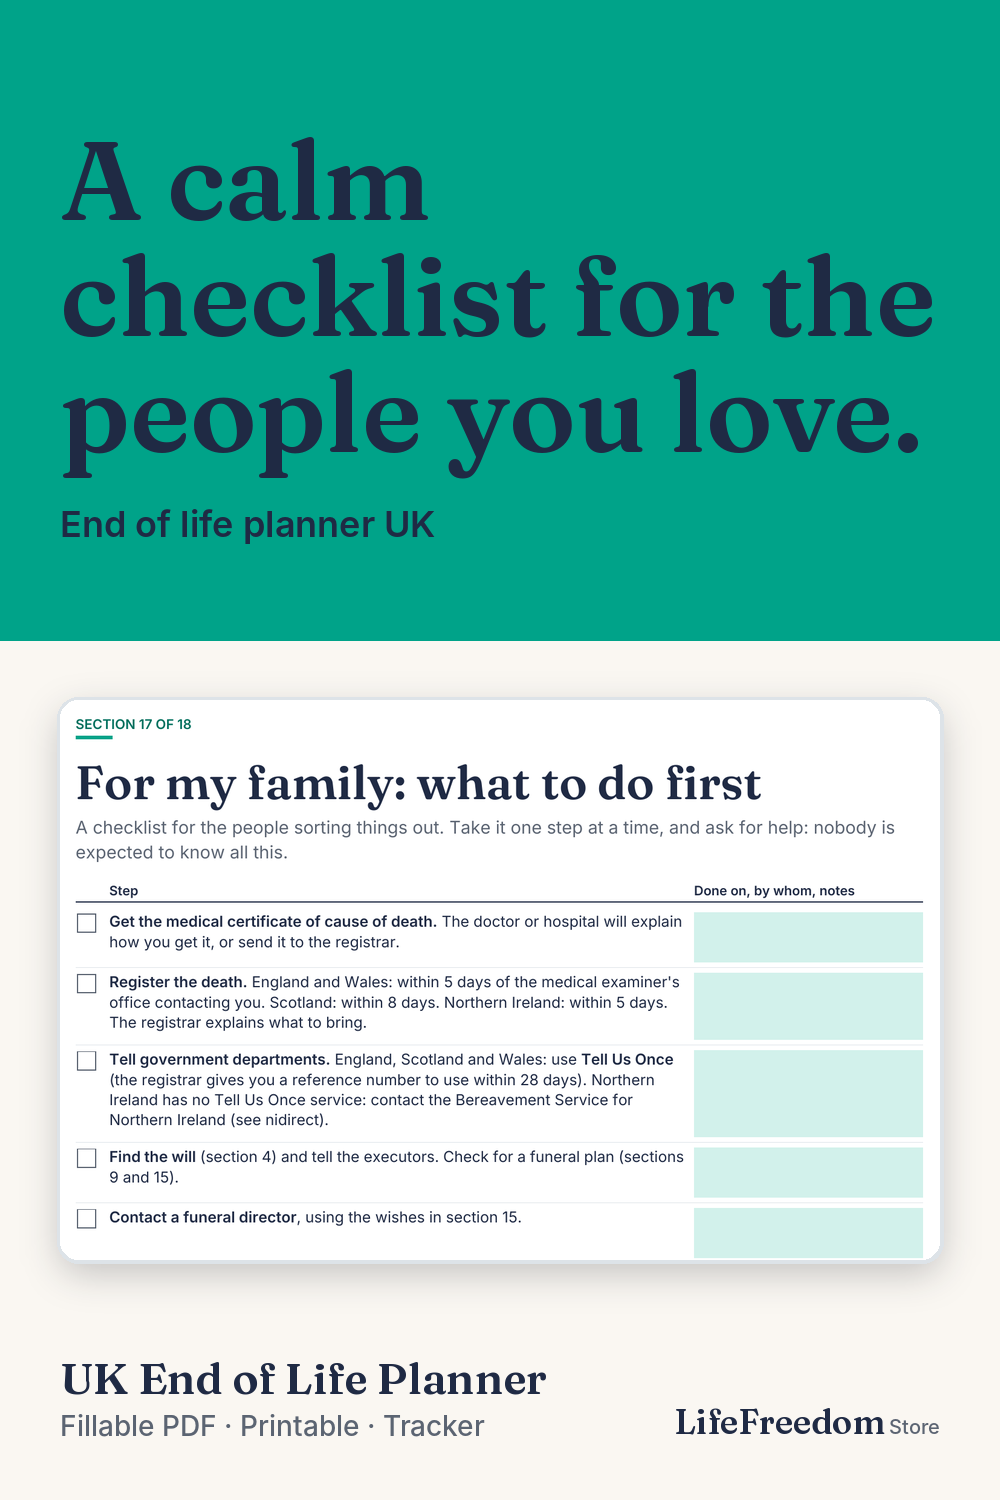 A calm
checklist for the
people you love.
End of life planner UK
SECTION 17 OF 18
For my family: what to do first
A checklist for the people sorting things out. Take it one step at a time, and ask for help: nobody is
expected to know all this.
Step
Done on, by whom, notes
Get the medical certificate of cause of death. The doctor or hospital will explain
how you get it, or send it to the registrar.
Register the death. England and Wales: within 5 days of the medical examiner's
office contacting you. Scotland: within 8 days. Northern Ireland: within 5 days.
The registrar explains what to bring.
Tell government departments. England, Scotland and Wales: use Tell Us Once
(the registrar gives you a reference number to use within 28 days). Northern
Ireland has no Tell Us Once service: contact the Bereavement Service for
Northern Ireland (see nidirect).
Find the will (section 4) and tell the executors. Check for a funeral plan (sections
9 and 15).
Contact a funeral director, using the wishes in section 15.
UK End of Life Planner
Fillable PDF · Printable · Tracker
LifeFreedom Store